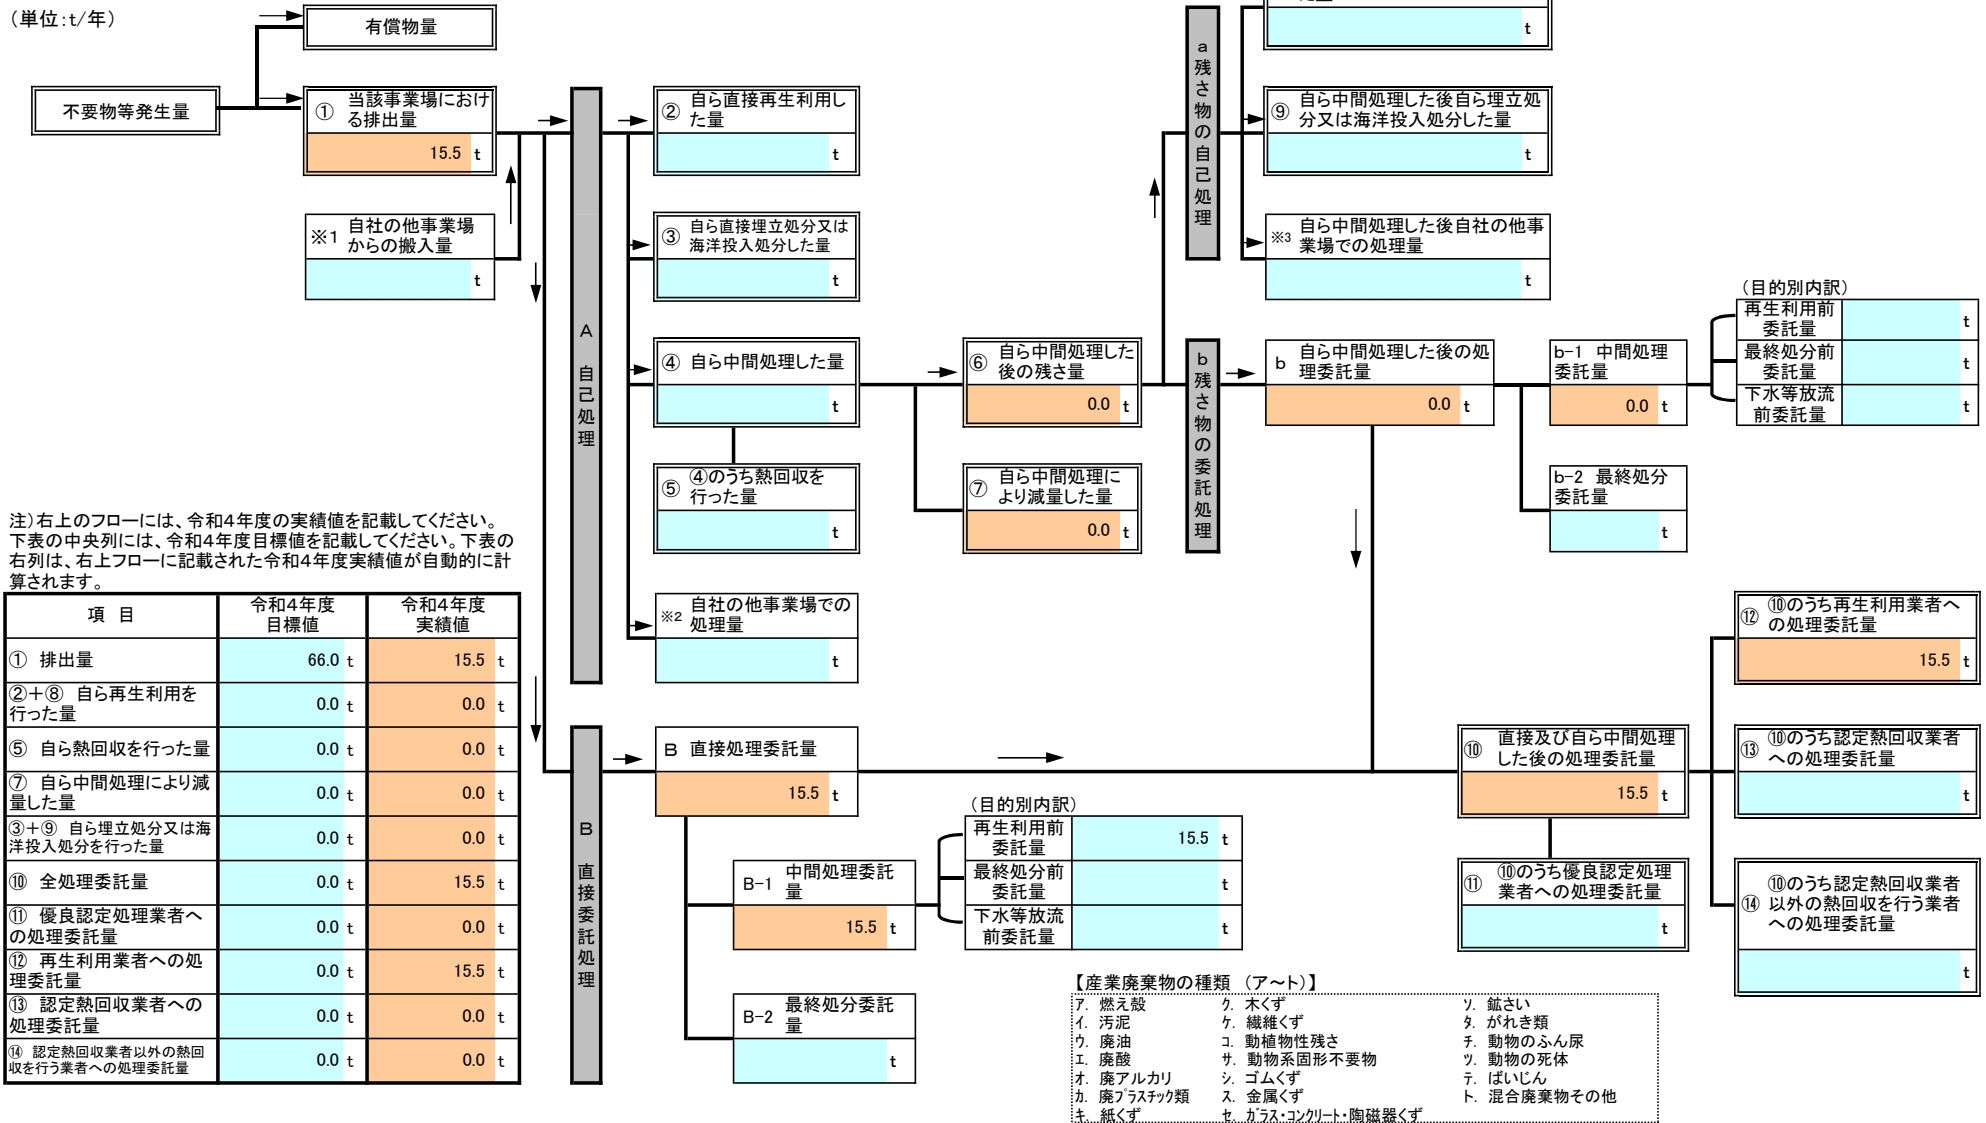 (単位:t/年)
有償物量
不要物等発生量
① 当該事業場におけ
る排出量
15.5 t
※1 自社の他事業場
からの搬入量
t
A 自己処理
② 自ら直接再生利用し
た量
t
③ 自ら直接埋立処分又は
海洋投入処分した量
t
④ 自ら中間処理した量
t
⑤ ④のうち熱回収を
行った量
t
※2 自社の他事業場での
処理量
t
⑥ 自ら中間処理した
後の残さ量
0.0 t
⑦ 自ら中間処理に
より減量した量
0.0 t
a 残さ物の自己処理
t
⑨ 自ら中間処理した後自ら埋立処
分又は海洋投入処分した量
t
※3 自ら中間処理した後自社の他事
業場での処理量
t
b 残さ物の委託処理
b 自ら中間処理した後の処
理委託量
0.0 t
b-1 中間処理
委託量
0.0 t
b-2 最終処分
委託量
t
(目的別内訳)
再生利用前
委託量
t
最終処分前
委託量
t
下水等放流
前委託量
t
注)右上のフローには、令和4年度の実績値を記載してください。
下表の中央列には、令和4年度目標値を記載してください。下表の
右列は、右上フローに記載された令和4年度実績値が自動的に計
算されます。
項 目 令和4年度
目標値 令和4年度
実績値
① 排出量 66.0 t 15.5 t
②+⑧ 自ら再生利用を
行った量 0.0 t 0.0 t
⑤ 自ら熱回収を行った量 0.0 t 0.0 t
⑦ 自ら中間処理により減
量した量 0.0 t 0.0 t
③+⑨ 自ら埋立処分又は海
洋投入処分を行った量 0.0 t 0.0 t
⑩ 全処理委託量 0.0 t 15.5 t
⑪ 優良認定処理業者へ
の処理委託量 0.0 t 0.0 t
⑫ 再生利用業者への処
理委託量 0.0 t 15.5 t
⑬ 認定熱回収業者への
処理委託量 0.0 t 0.0 t
⑭ 認定熱回収業者以外の熱回
収を行う業者への処理委託量 0.0 t 0.0 t
B 直接委託処理
B 直接処理委託量
15.5 t
B-1 中間処理委託
量
15.5 t
B-2 最終処分委託
量
t
(目的別内訳)
再生利用前
委託量
15.5 t
最終処分前
委託量
t
下水等放流
前委託量
t
⑩ 直接及び自ら中間処理
した後の処理委託量
15.5 t
⑪ ⑩のうち優良認定処理
業者への処理委託量
t
⑫ ⑩のうち再生利用業者へ
の処理委託量
15.5 t
⑬ ⑩のうち認定熱回収業者
への処理委託量
t
⑭ ⑩のうち認定熱回収業者
以外の熱回収を行う業者
への処理委託量
t
【産業廃棄物の種類 (ア~ト)】
ア. 燃え殻 ク. 木くず ソ. 鉱さい
イ. 汚泥 ケ. 繊維くず タ. がれき類
ウ. 廃油 コ. 動植物性残さ チ. 動物のふん尿
エ. 廃酸 サ. 動物系固形不要物 ツ. 動物の死体
オ. 廃アルカリ シ. ゴムくず テ. ばいじん
カ. 廃プラスチック類 ス. 金属くず ト. 混合廃棄物その他
キ. 紙くず セ. ガラス・コンクリート・陶磁器くず